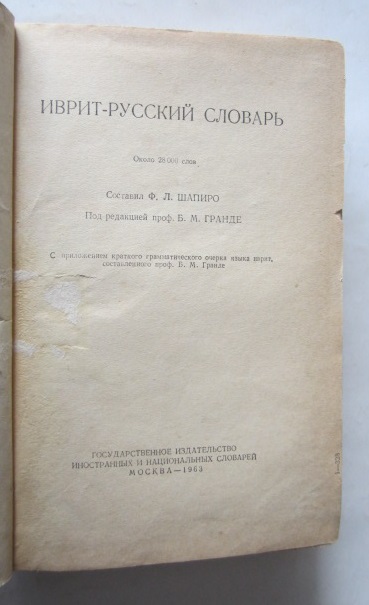 ИВРИТ-РУССКИЙ СЛОВАРЬ
Около 28 000 слов
Составил Ф. Л. ШАПИРО
Под редакцией проф. Б. М. ГРАНДЕ
С приложением краткого грамматического очерка языка иврит,
составленного проф. Б. М. Гранде
ГОСУДАРСТВЕННОЕ ИЗДАТЕЛЬСТВО
ИНОСТРАННЫХ И НАЦИОНАЛЬНЫХ СЛОВАРЕЙ
МОСКВА—1963